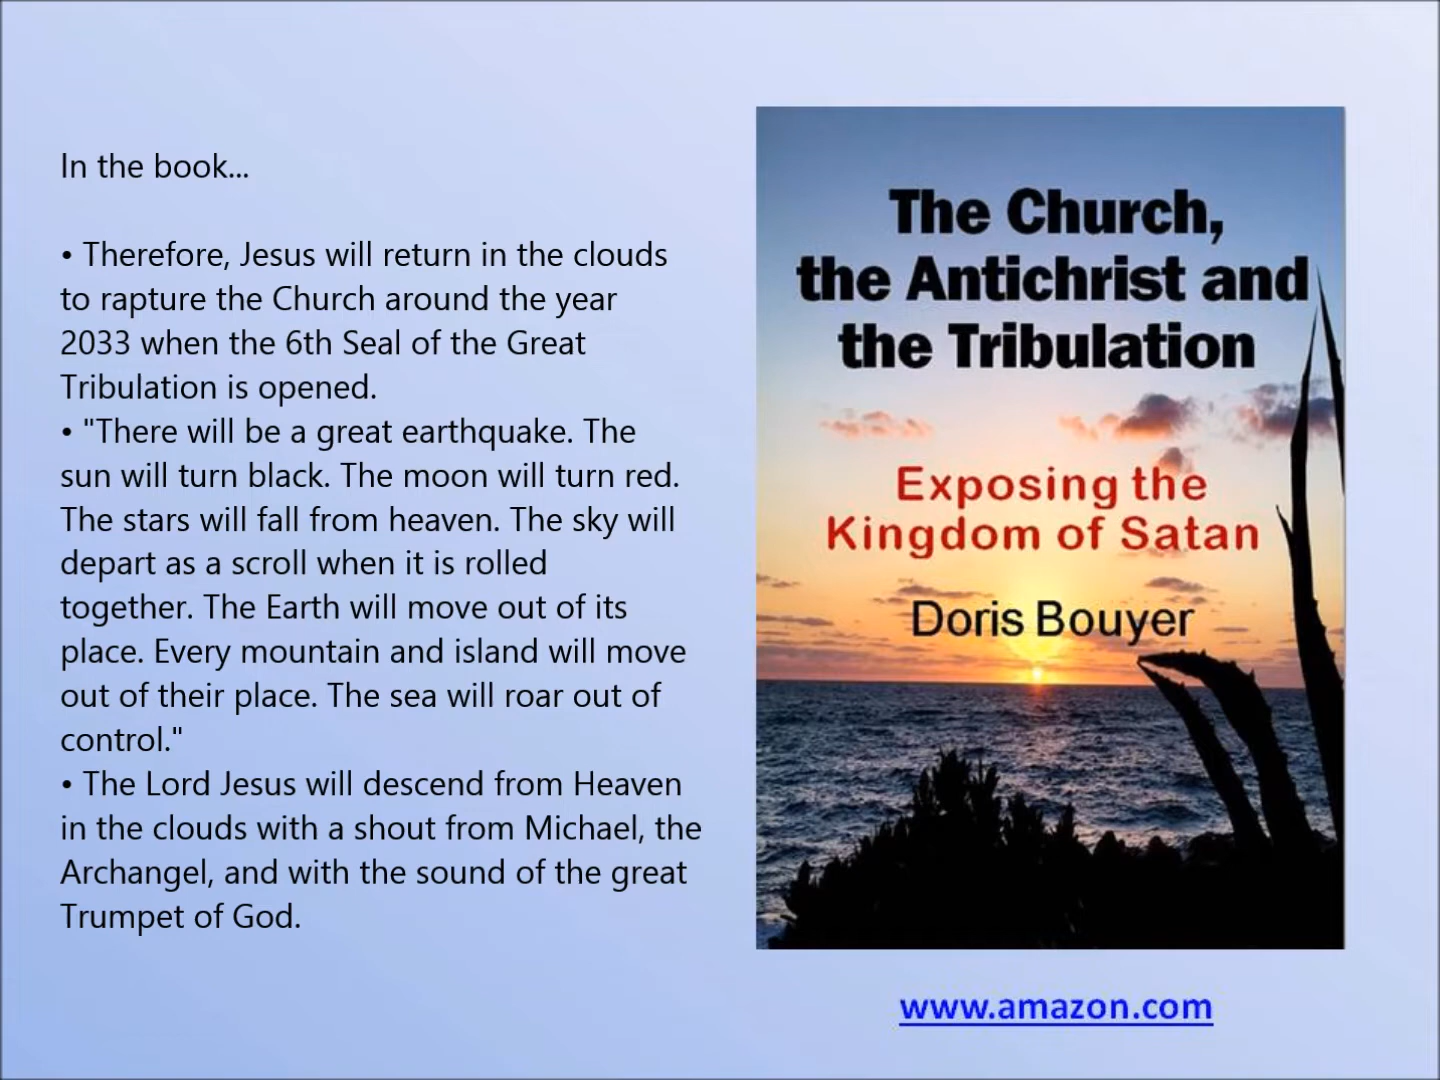 In the book...
• Therefore, Jesus will return in the clouds
to rapture the Church around the year
2033 when the 6th Seal of the Great
Tribulation is opened.
• "There will be a great earthquake. The
sun will turn black. The moon will turn red.
The stars will fall from heaven. The sky will
depart as a scroll when it is rolled
together. The Earth will move out of its
place. Every mountain and island will move
out of their place. The sea will roar out of
control."
• The Lord Jesus will descend from Heaven
in the clouds with a shout from Michael, the
Archangel, and with the sound of the great
Trumpet of God.
The Church,
the Antichrist and
the Tribulation
Exposing the
Kingdom of Satan
Doris Bouyer
www.amazon.com